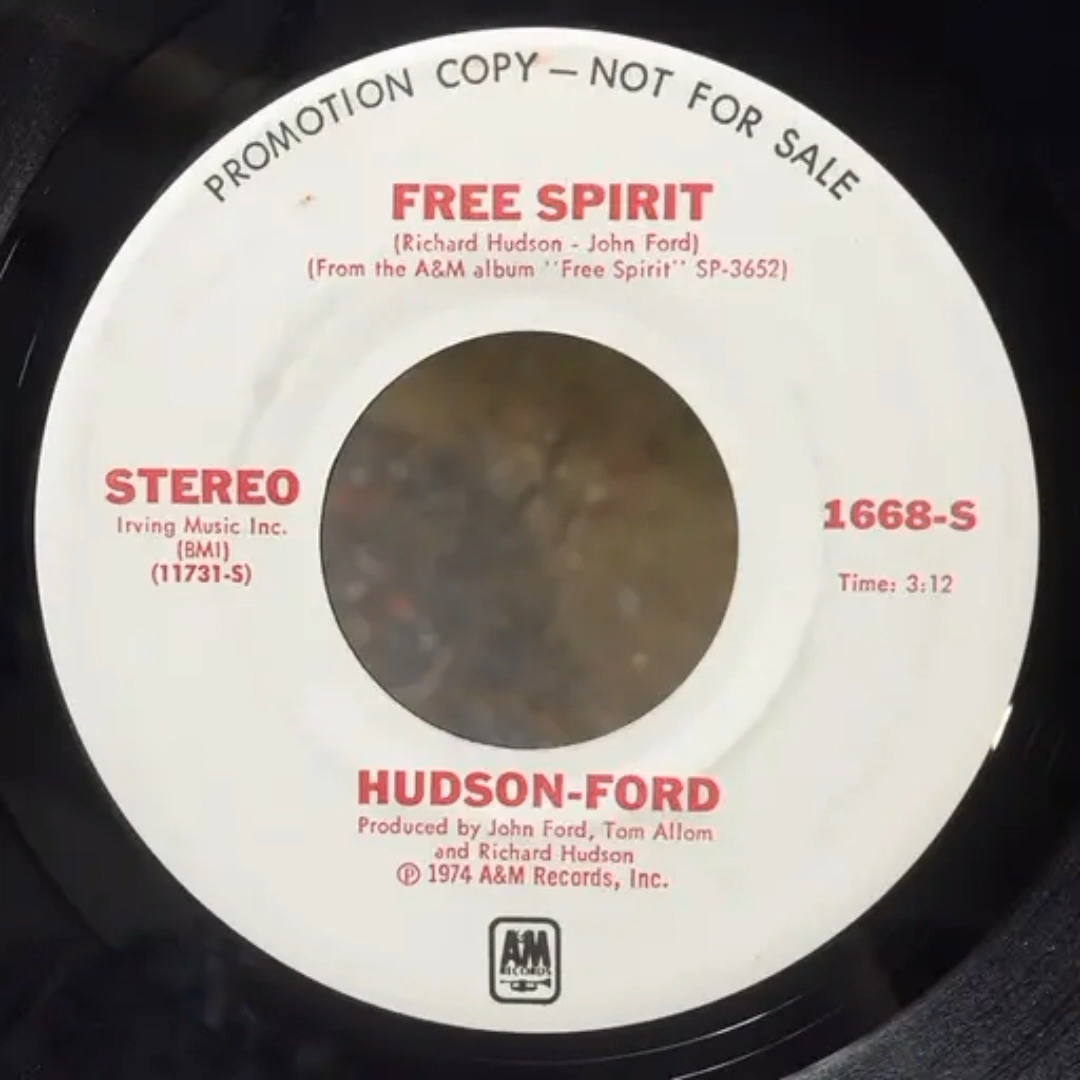 PROMOTION COPY — NOT FOR SALE
FREE SPIRIT
(Richard Hudson - John Ford)
(From the A&M album ''Free Spirit'' SP-3652)
STEREO
Irving Music Inc.
(BMI)
(11731-S)
1668-S
Time: 3:12
HUDSON-FORD
Produced by John Ford, Tom Allom
and Richard Hudson
℗ 1974 A&M Records, Inc.
A&M
RECORDS